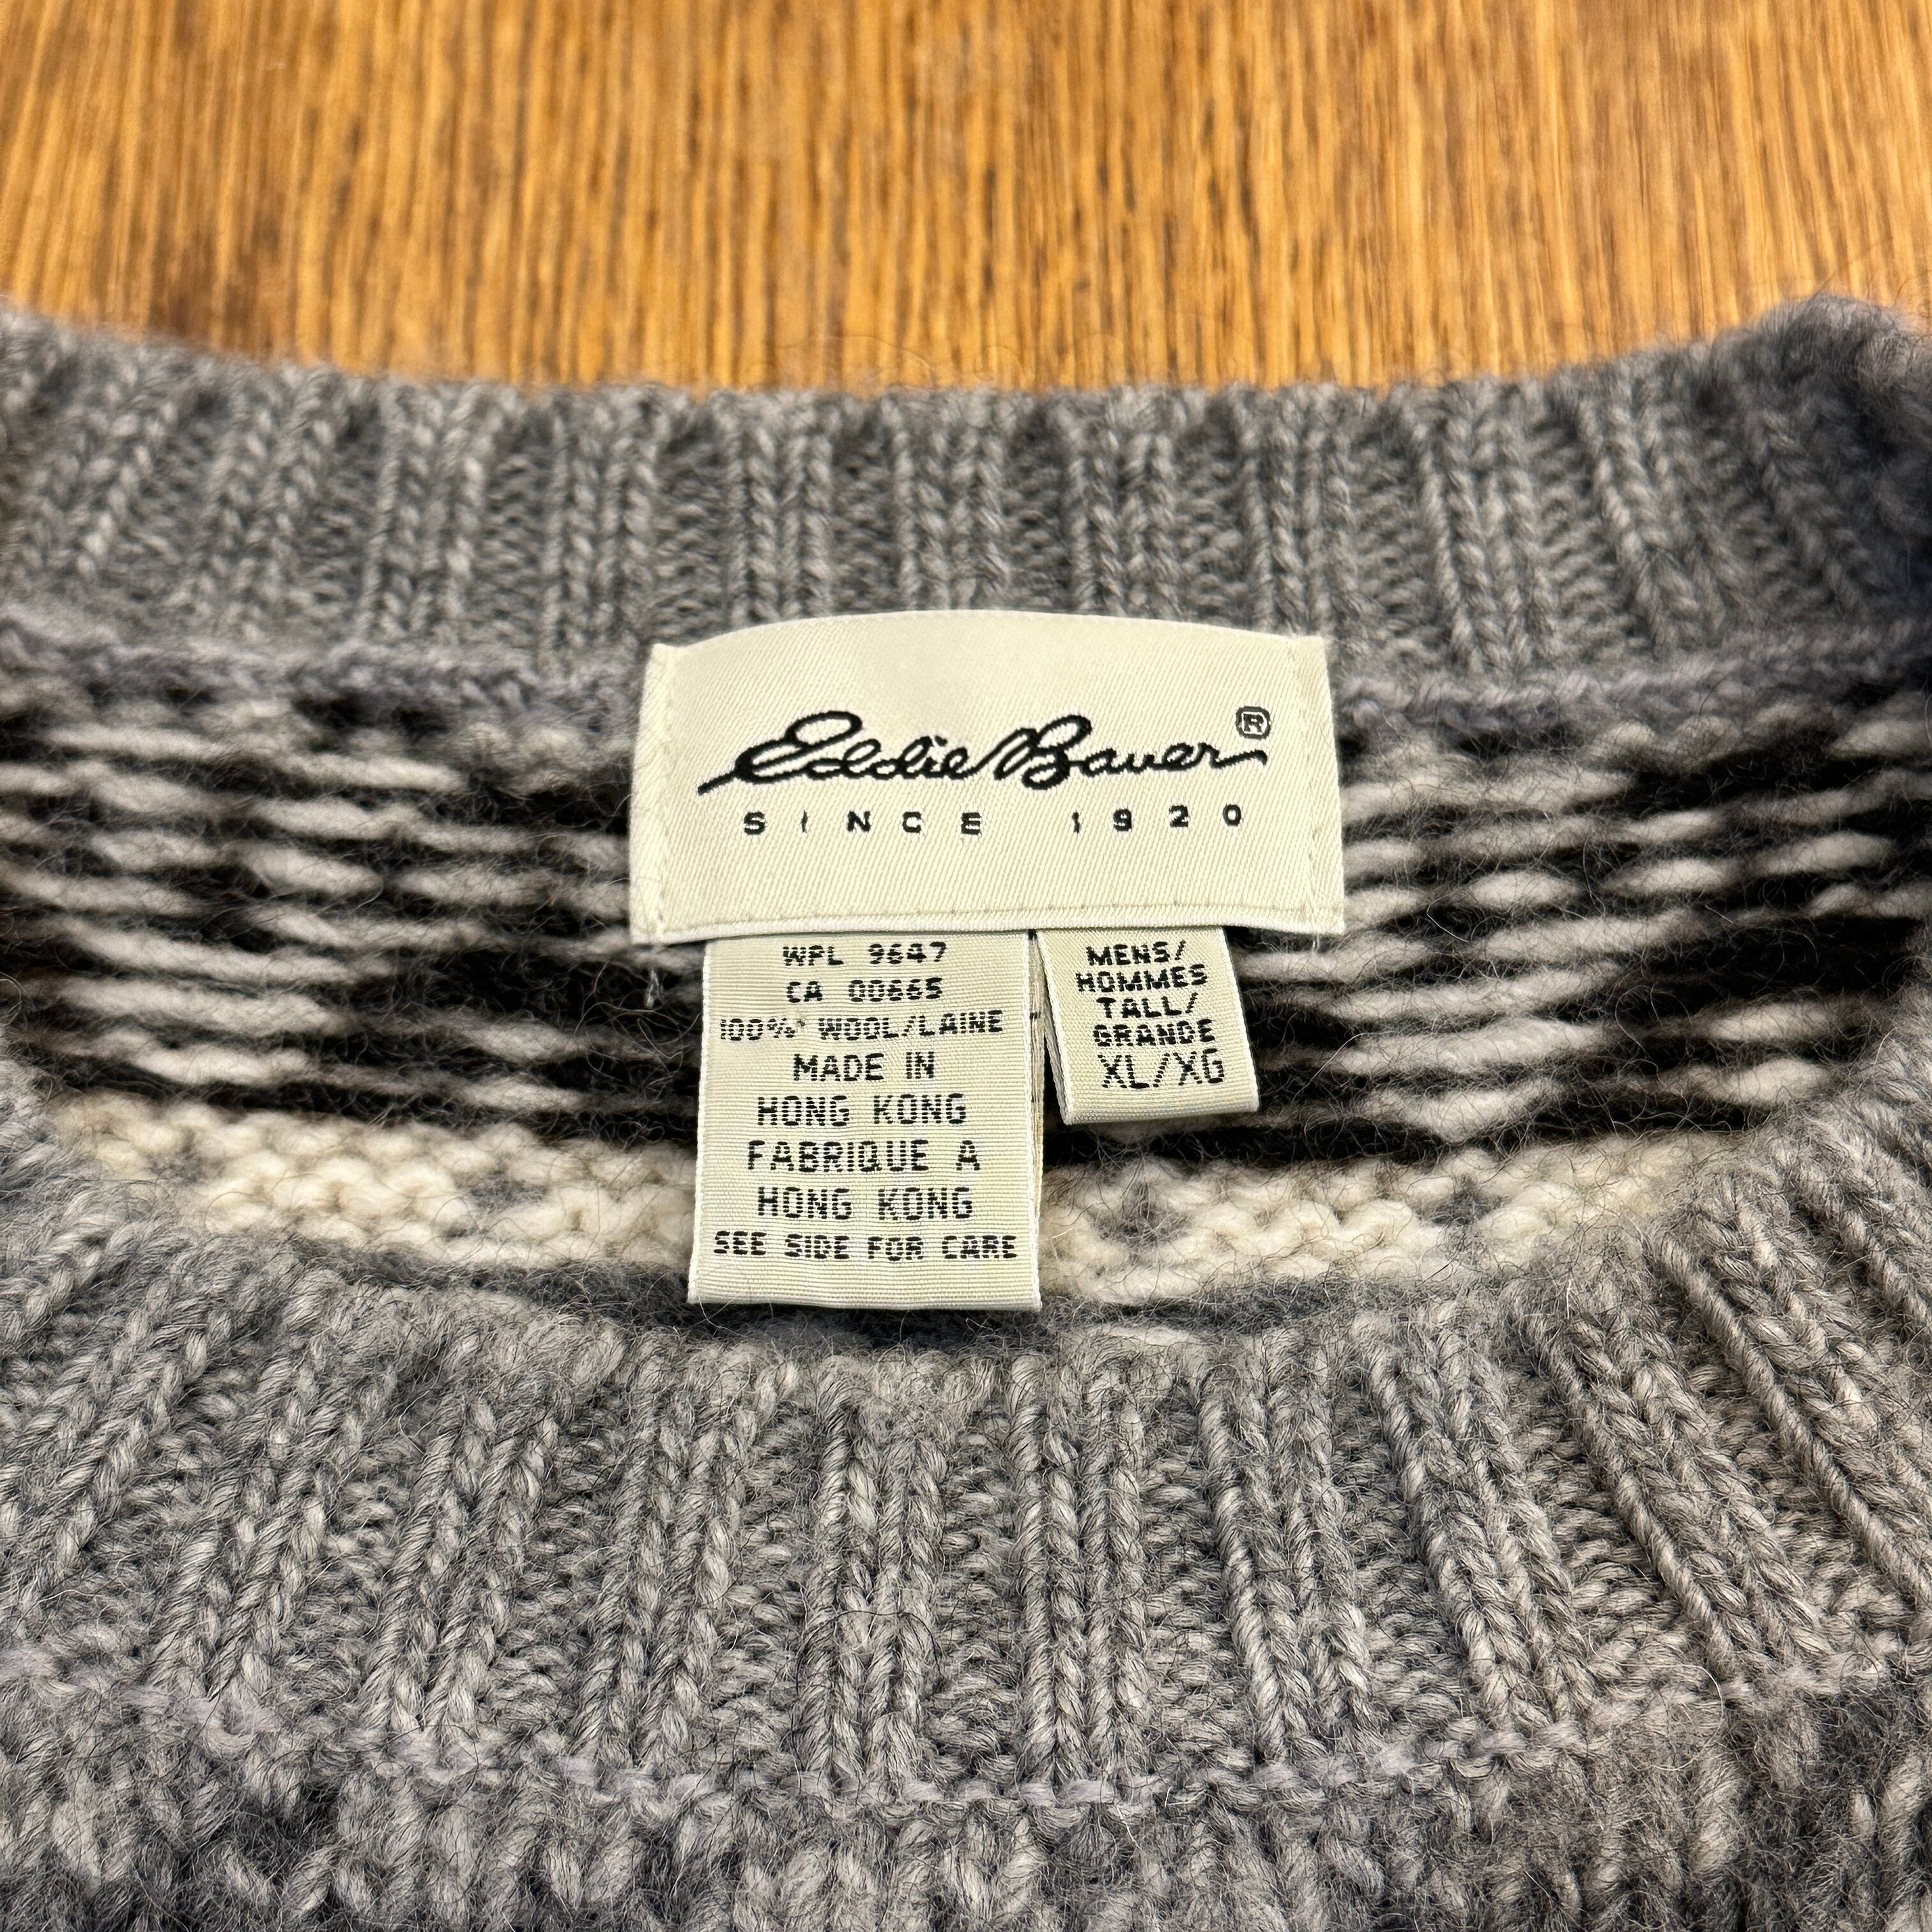 Eddie Bauer®
SINCE 1920
WPL 9647
CA 00665
100% WOOL/LAINE
MADE IN
HONG KONG
FABRIQUE A
HONG KONG
SEE SIDE FOR CARE
MENS/
HOMMES
TALL/
GRANDE
XL/XG